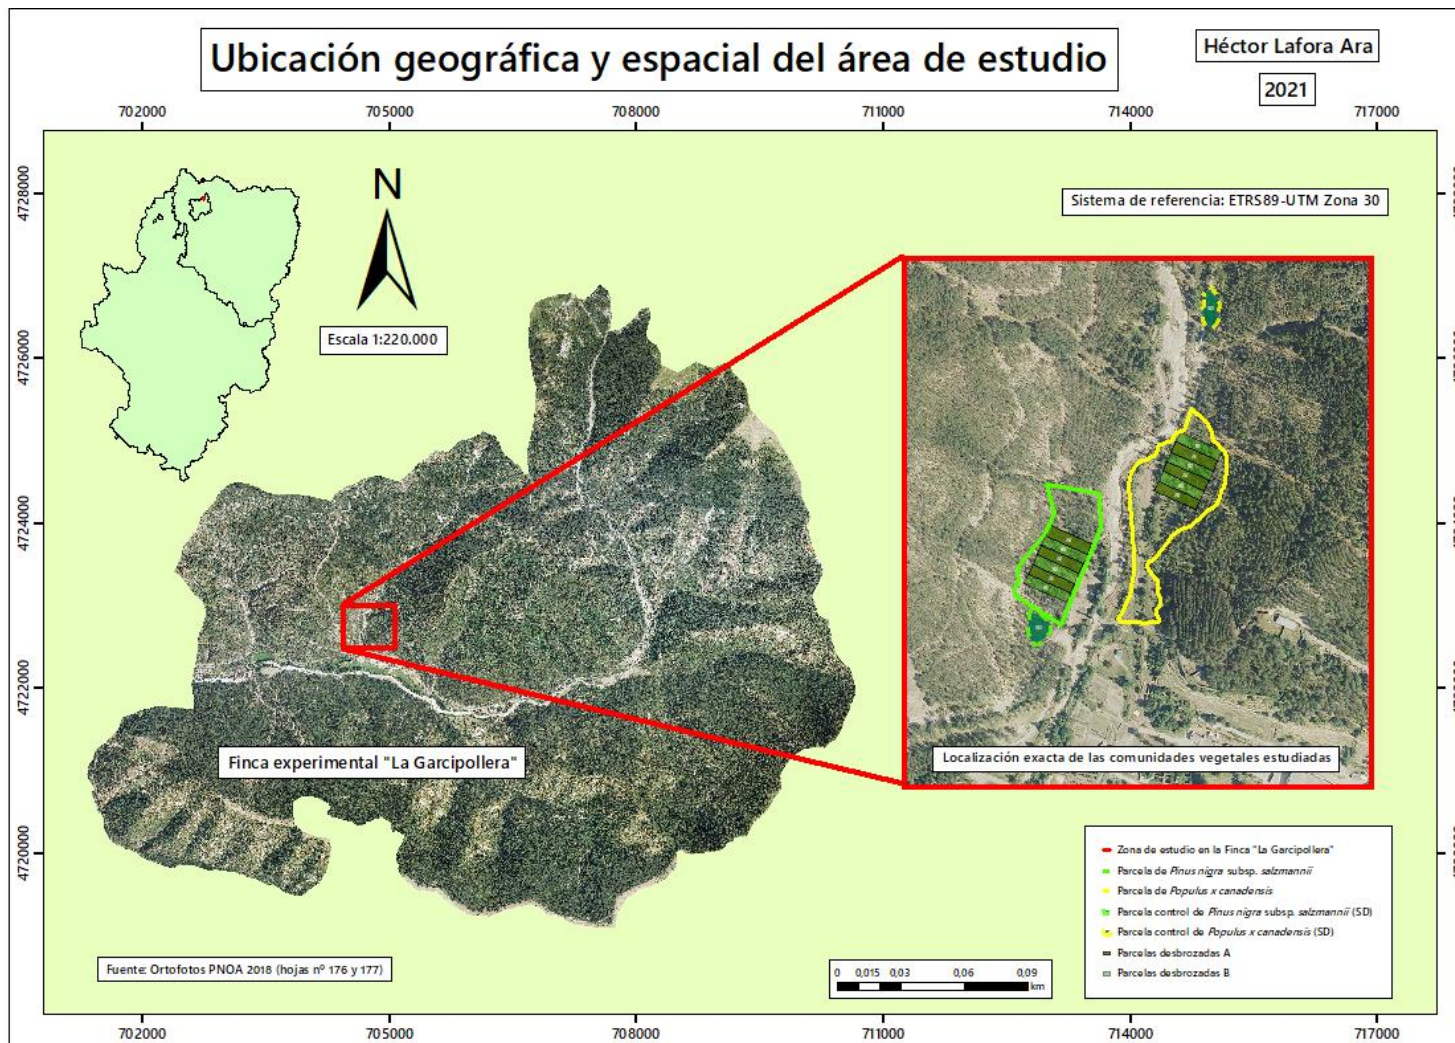 Ubicación geográfica y espacial del área de estudio
Héctor Lafora Ara
2021
702000 705000 708000 711000 714000 717000
4728000
4726000
4724000
4722000
4720000
N
Escala 1:220.000
Sistema de referencia: ETRS89-UTM Zona 30
Finca experimental "La Garcipollera"
Localización exacta de las comunidades vegetales estudiadas
Zona de estudio en la Finca "La Garcipollera"
Parcela de Pinus nigra subsp. salzmannii
Parcela de Populus x canadensis
Parcela control de Pinus nigra subsp. salzmannii (SD)
Parcela control de Populus x canadensis (SD)
Parcelas desbrozadas A
Parcelas desbrozadas B
Fuente: Ortofotos PNOA 2018 (hojas nº 176 y 177)
0 0,015 0,03 0,06 0,09
km
702000 705000 708000 711000 714000 717000